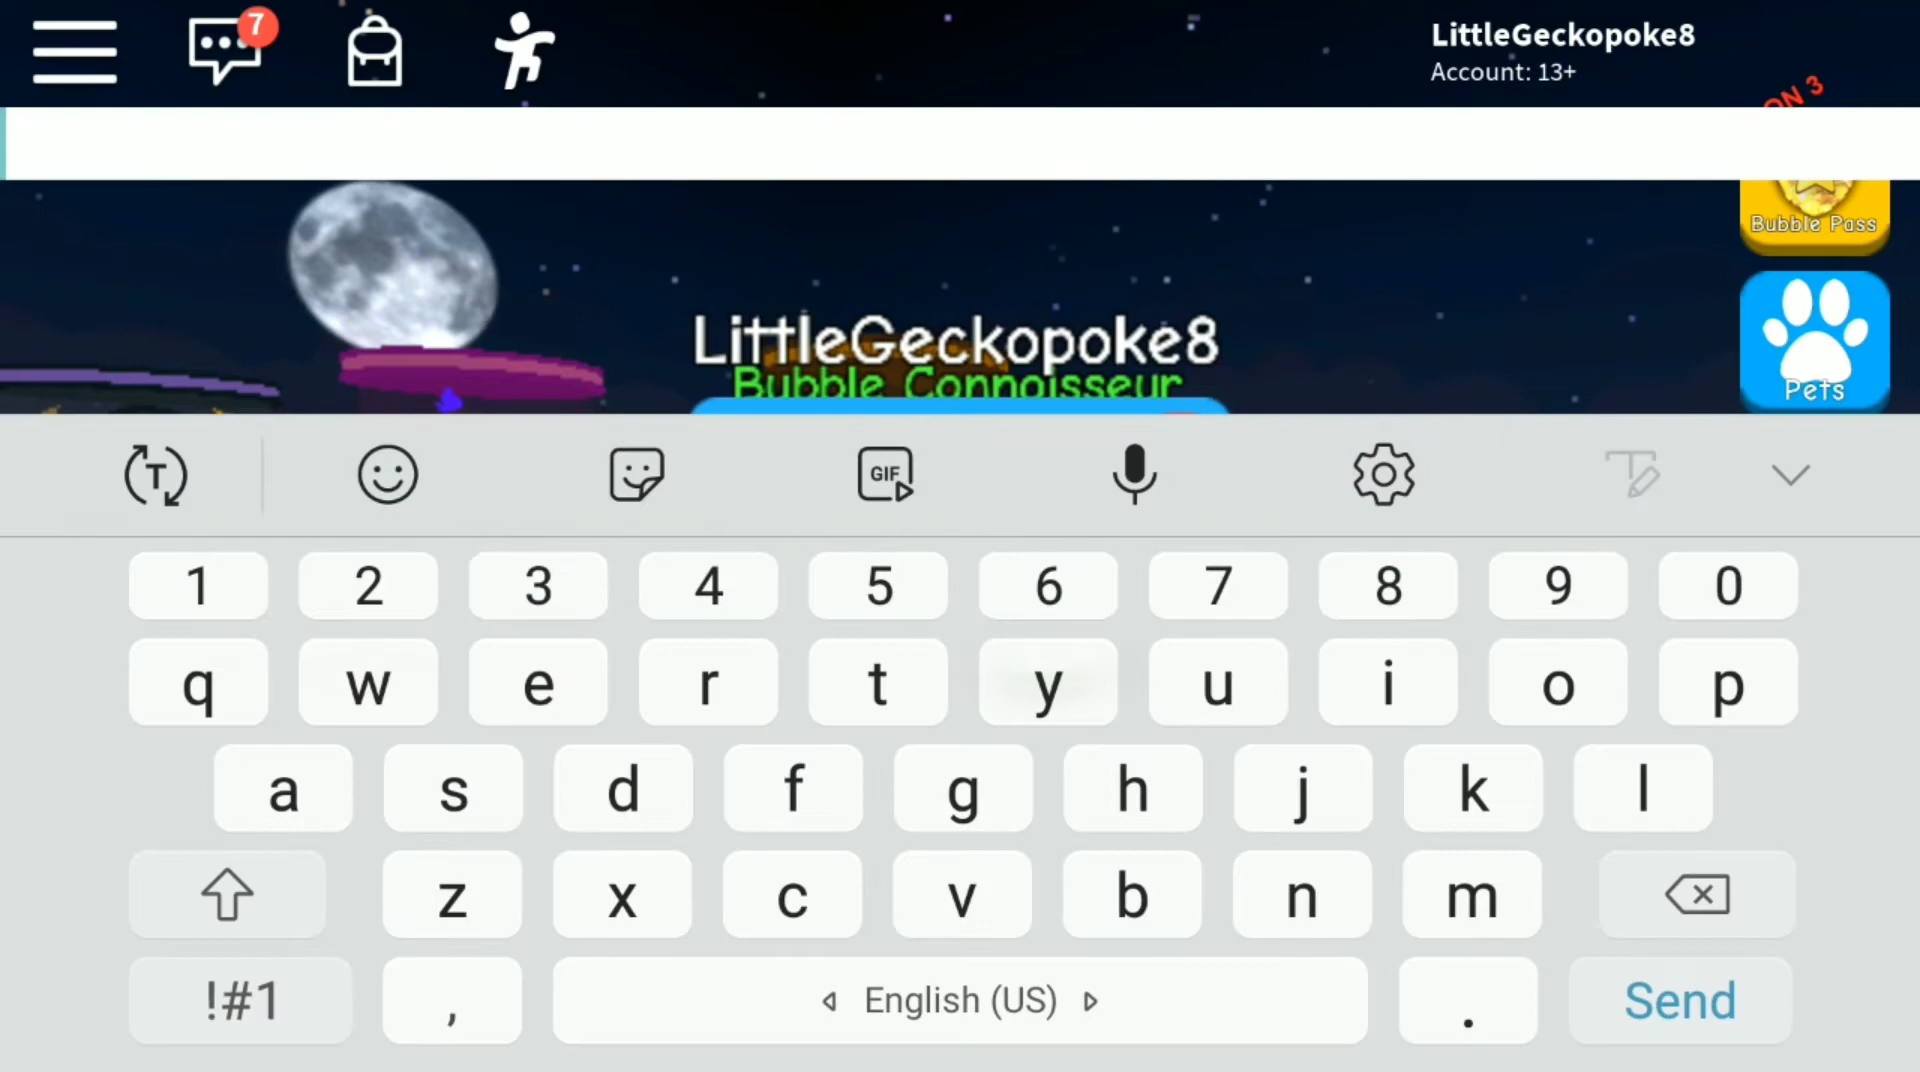 7
LittleGeckopoke8
Account: 13+
ON 3
Bubble Pass
LittleGeckopoke8
Bubble Connoisseur
Pets
T
GIF
T
1 2 3 4 5 6 7 8 9 0
q w e r t y u i o p
a s d f g h j k l
z x c v b n m
!#1 , English (US) . Send